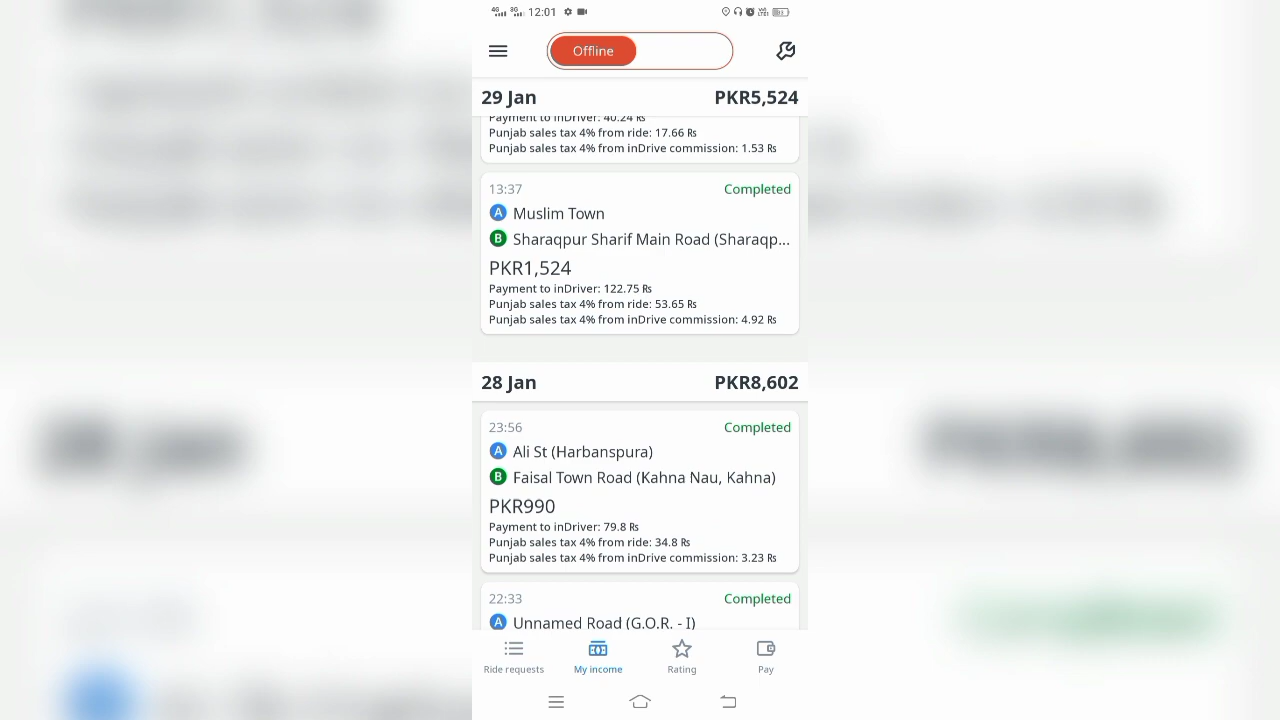 4G 3G 12:01
Offline
29 Jan PKR5,524
Payment to inDriver: 40.24 ₨
Punjab sales tax 4% from ride: 17.66 ₨
Punjab sales tax 4% from inDrive commission: 1.53 ₨
13:37 Completed
A Muslim Town
B Sharaqpur Sharif Main Road (Sharaqp...
PKR1,524
Payment to inDriver: 122.75 ₨
Punjab sales tax 4% from ride: 53.65 ₨
Punjab sales tax 4% from inDrive commission: 4.92 ₨
28 Jan PKR8,602
23:56 Completed
A Ali St (Harbanspura)
B Faisal Town Road (Kahna Nau, Kahna)
PKR990
Payment to inDriver: 79.8 ₨
Punjab sales tax 4% from ride: 34.8 ₨
Punjab sales tax 4% from inDrive commission: 3.23 ₨
22:33 Completed
A Unnamed Road (G.O.R. - I)
Ride requests My income Rating Pay